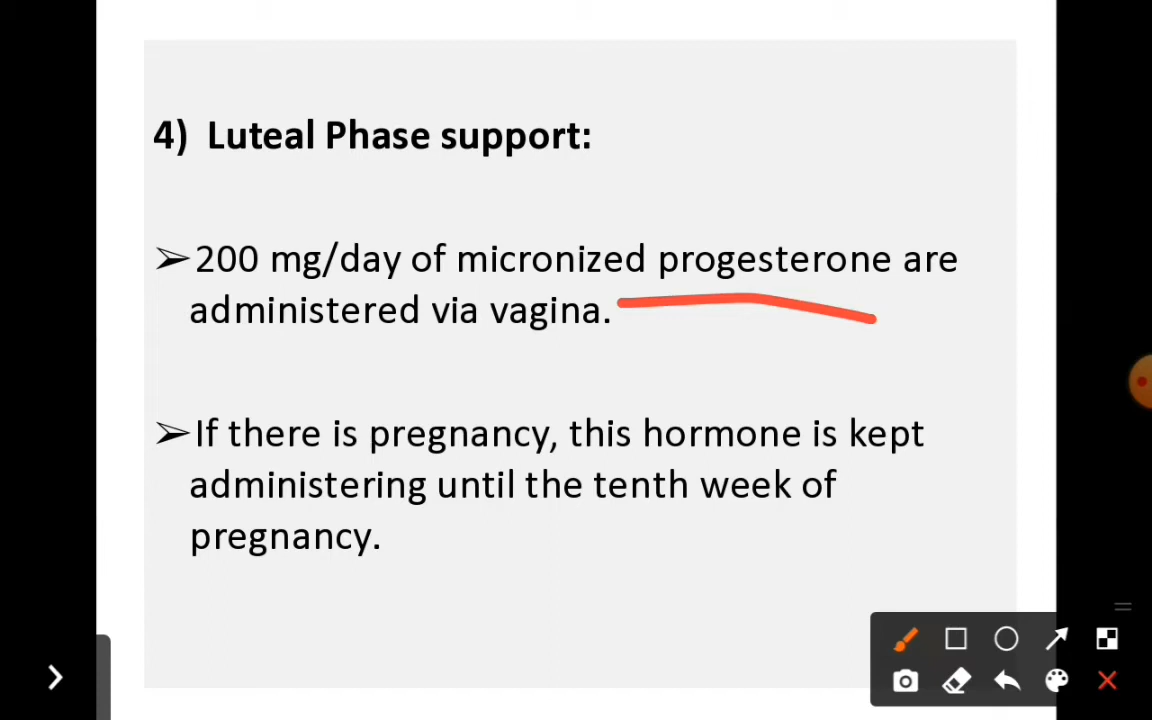 4) Luteal Phase support:
➢200 mg/day of micronized progesterone are
administered via vagina.
➢If there is pregnancy, this hormone is kept
administering until the tenth week of
pregnancy.